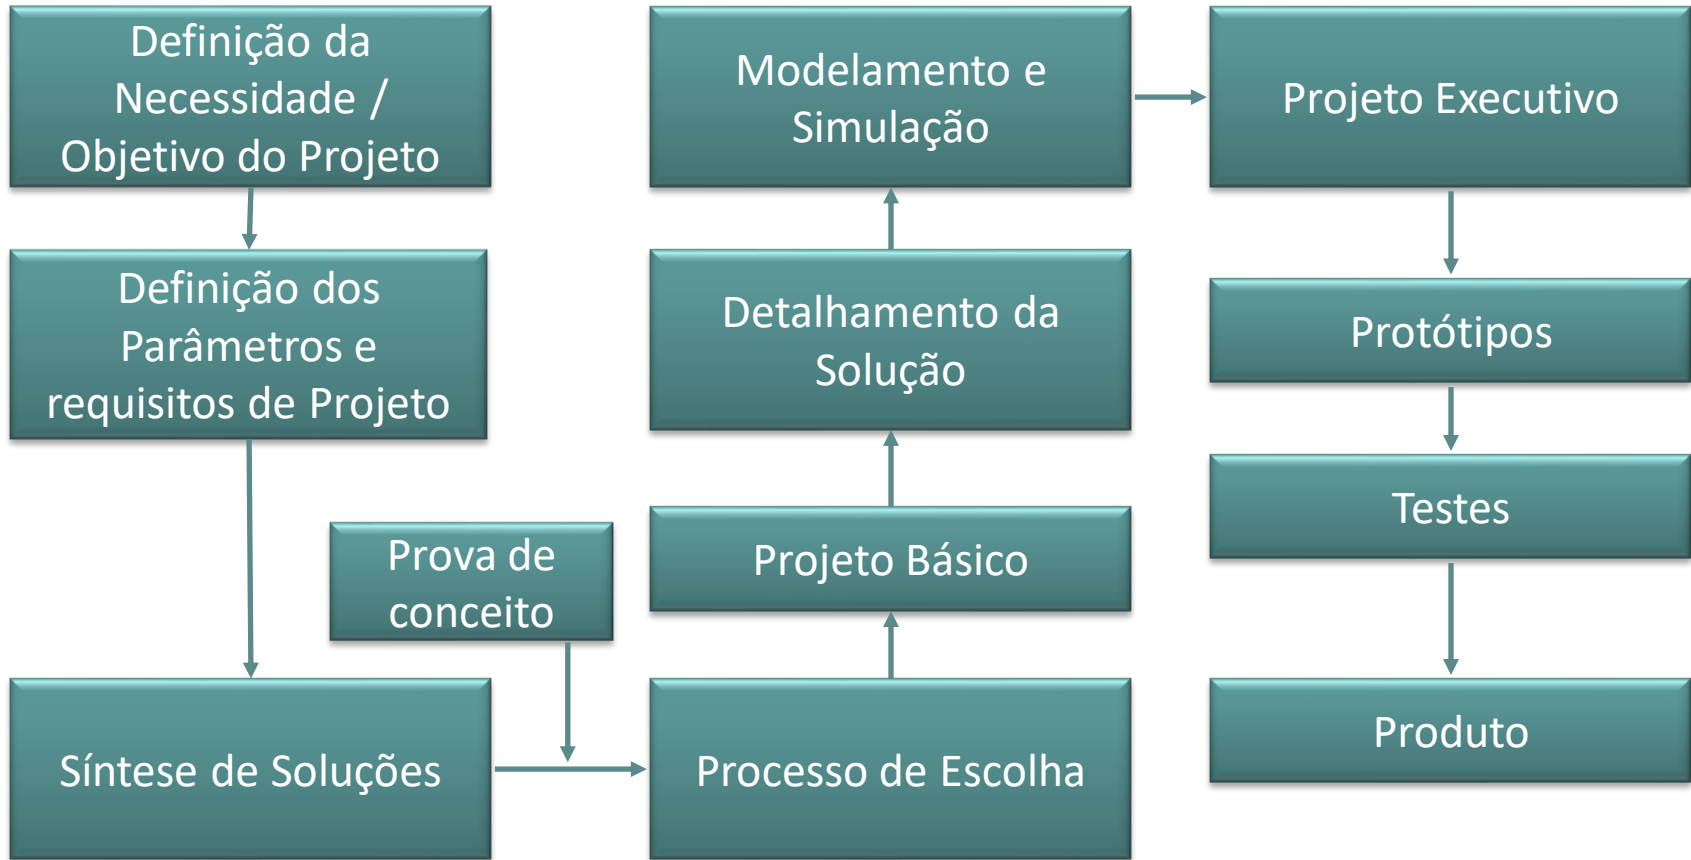 Definição da
Necessidade /
Objetivo do Projeto
Definição dos
Parâmetros e
requisitos de Projeto
Síntese de Soluções
Prova de
conceito
Processo de Escolha
Projeto Básico
Detalhamento da
Solução
Modelamento e
Simulação
Projeto Executivo
Protótipos
Testes
Produto